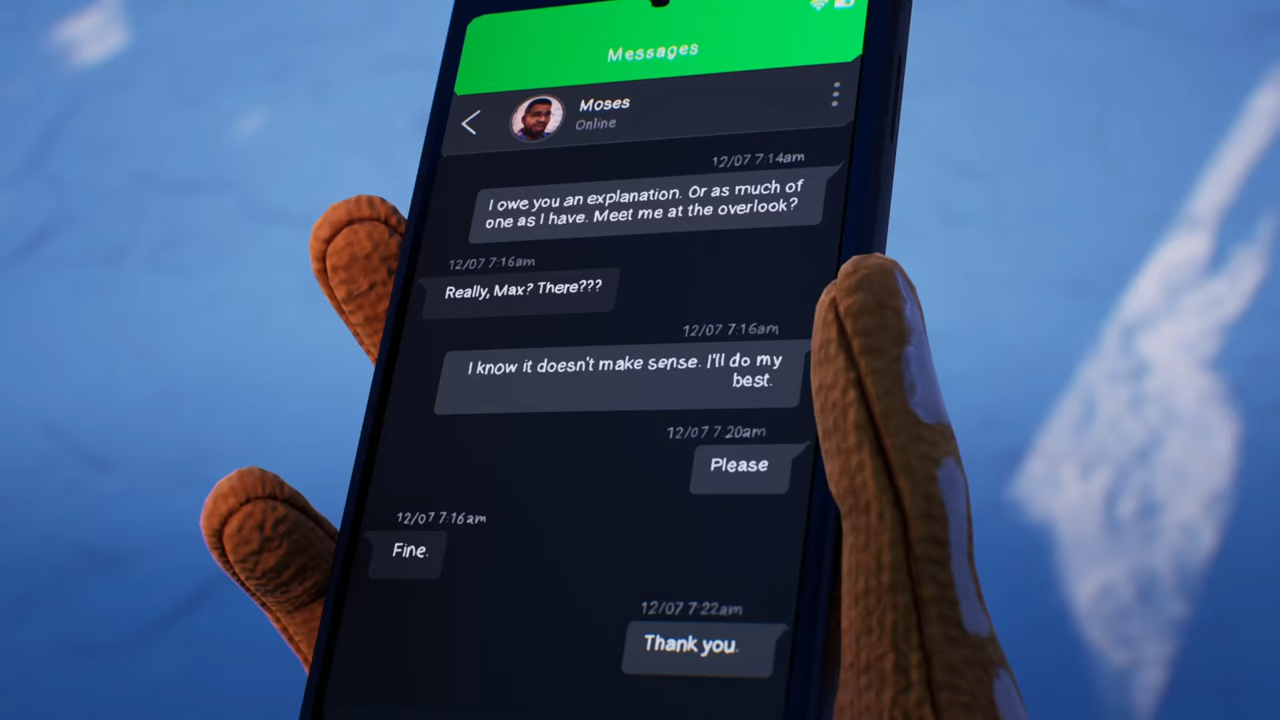 Messages
Moses
Online
12/07 7:14am
I owe you an explanation. Or as much of
one as I have. Meet me at the overlook?
12/07 7:16am
Really, Max? There???
12/07 7:16am
I know it doesn't make sense. I'll do my
best.
12/07 7:20am
Please
12/07 7:16am
Fine.
12/07 7:22am
Thank you.